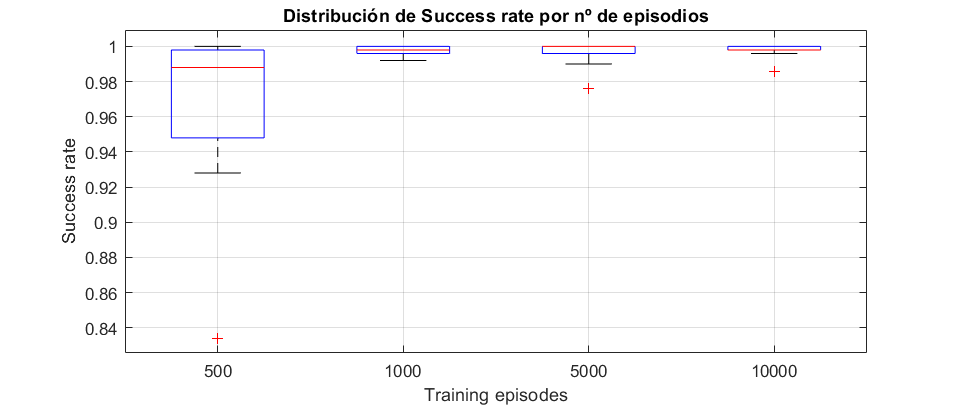 Distribución de Success rate por nº de episodios
1
0.98
0.96
0.94
0.92
0.9
0.88
0.86
0.84
Success rate
500 1000 5000 10000
Training episodes